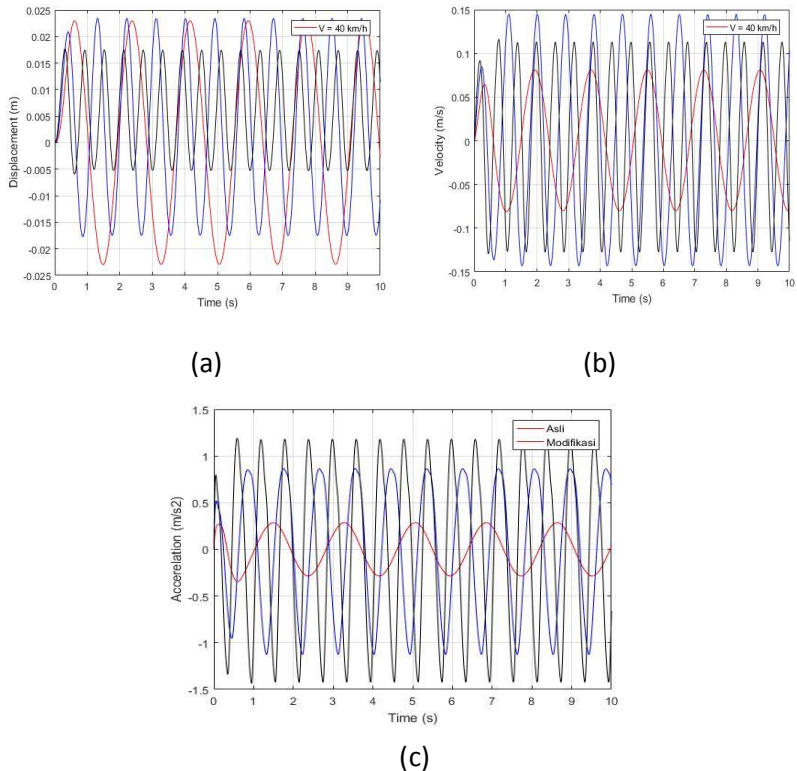 V = 40 km/h
0.025
0.02
0.015
0.01
0.005
0
-0.005
0.015
-0.02
-0.025
0 1 2 3 4 5 6 7 8 9 10
Displacement (m)
Time (s)
(a)
V = 40 km/h
0.15
0.1
0.05
0
-0.05
-0.1
-0.15
0 1 2 3 4 5 6 7 8 9 10
Velocity (m/s)
Time (s)
(b)
Asli
Modifikasi
1.5
1
0.5
0
-0.5
-1
-1.5
0 1 2 3 4 5 6 7 8 9 10
Accerelation (m/s2)
Time (s)
(c)